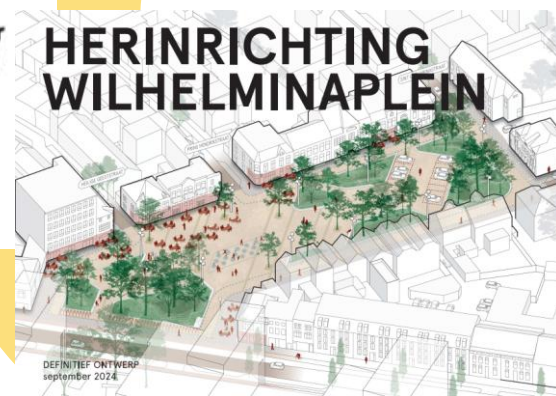 HERINRICHTING
WILHELMINAPLEIN
DEFINITIEF ONTWERP
september 2024